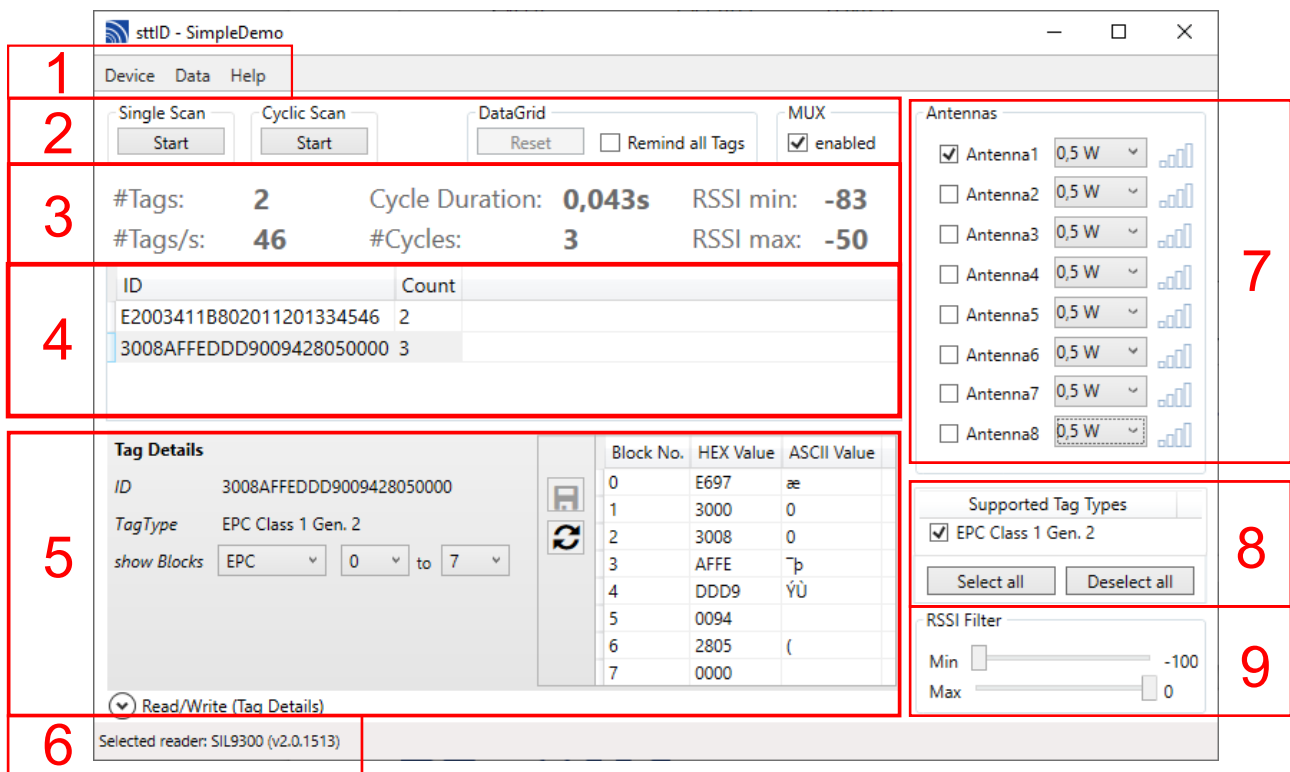 sttID - SimpleDemo
1
Device Data Help
2
Single Scan Cyclic Scan DataGrid MUX
Start Start Reset Remind all Tags enabled
3
#Tags: 2 Cycle Duration: 0,043s RSSI min: -83
#Tags/s: 46 #Cycles: 3 RSSI max: -50
4
ID Count
E2003411B802011201334546 2
3008AFFEDDD9009428050000 3
5
Tag Details
ID 3008AFFEDDD9009428050000
TagType EPC Class 1 Gen. 2
show Blocks EPC 0 to 7
Block No. HEX Value ASCII Value
0 E697 æ
1 3000 0
2 3008 0
3 AFFE ¯þ
4 DDD9 ÝÙ
5 0094
6 2805 (
7 0000
Read/Write (Tag Details)
6
Selected reader: SIL9300 (v2.0.1513)
7
Antennas
Antenna1 0,5 W
Antenna2 0,5 W
Antenna3 0,5 W
Antenna4 0,5 W
Antenna5 0,5 W
Antenna6 0,5 W
Antenna7 0,5 W
Antenna8 0,5 W
8
Supported Tag Types
EPC Class 1 Gen. 2
Select all Deselect all
9
RSSI Filter
Min -100
Max 0